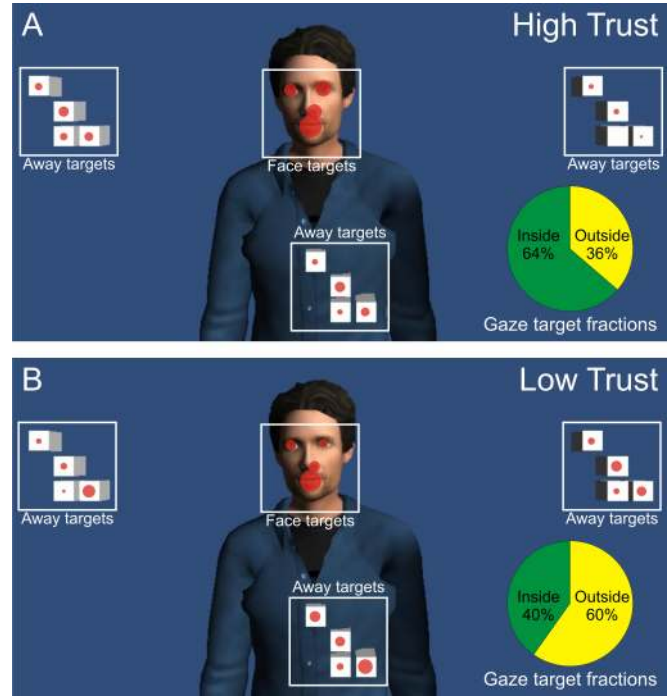 A
High Trust
Away targets
Face targets
Away targets
Away targets
Inside
64%
Outside
36%
Gaze target fractions
B
Low Trust
Away targets
Face targets
Away targets
Away targets
Inside
40%
Outside
60%
Gaze target fractions